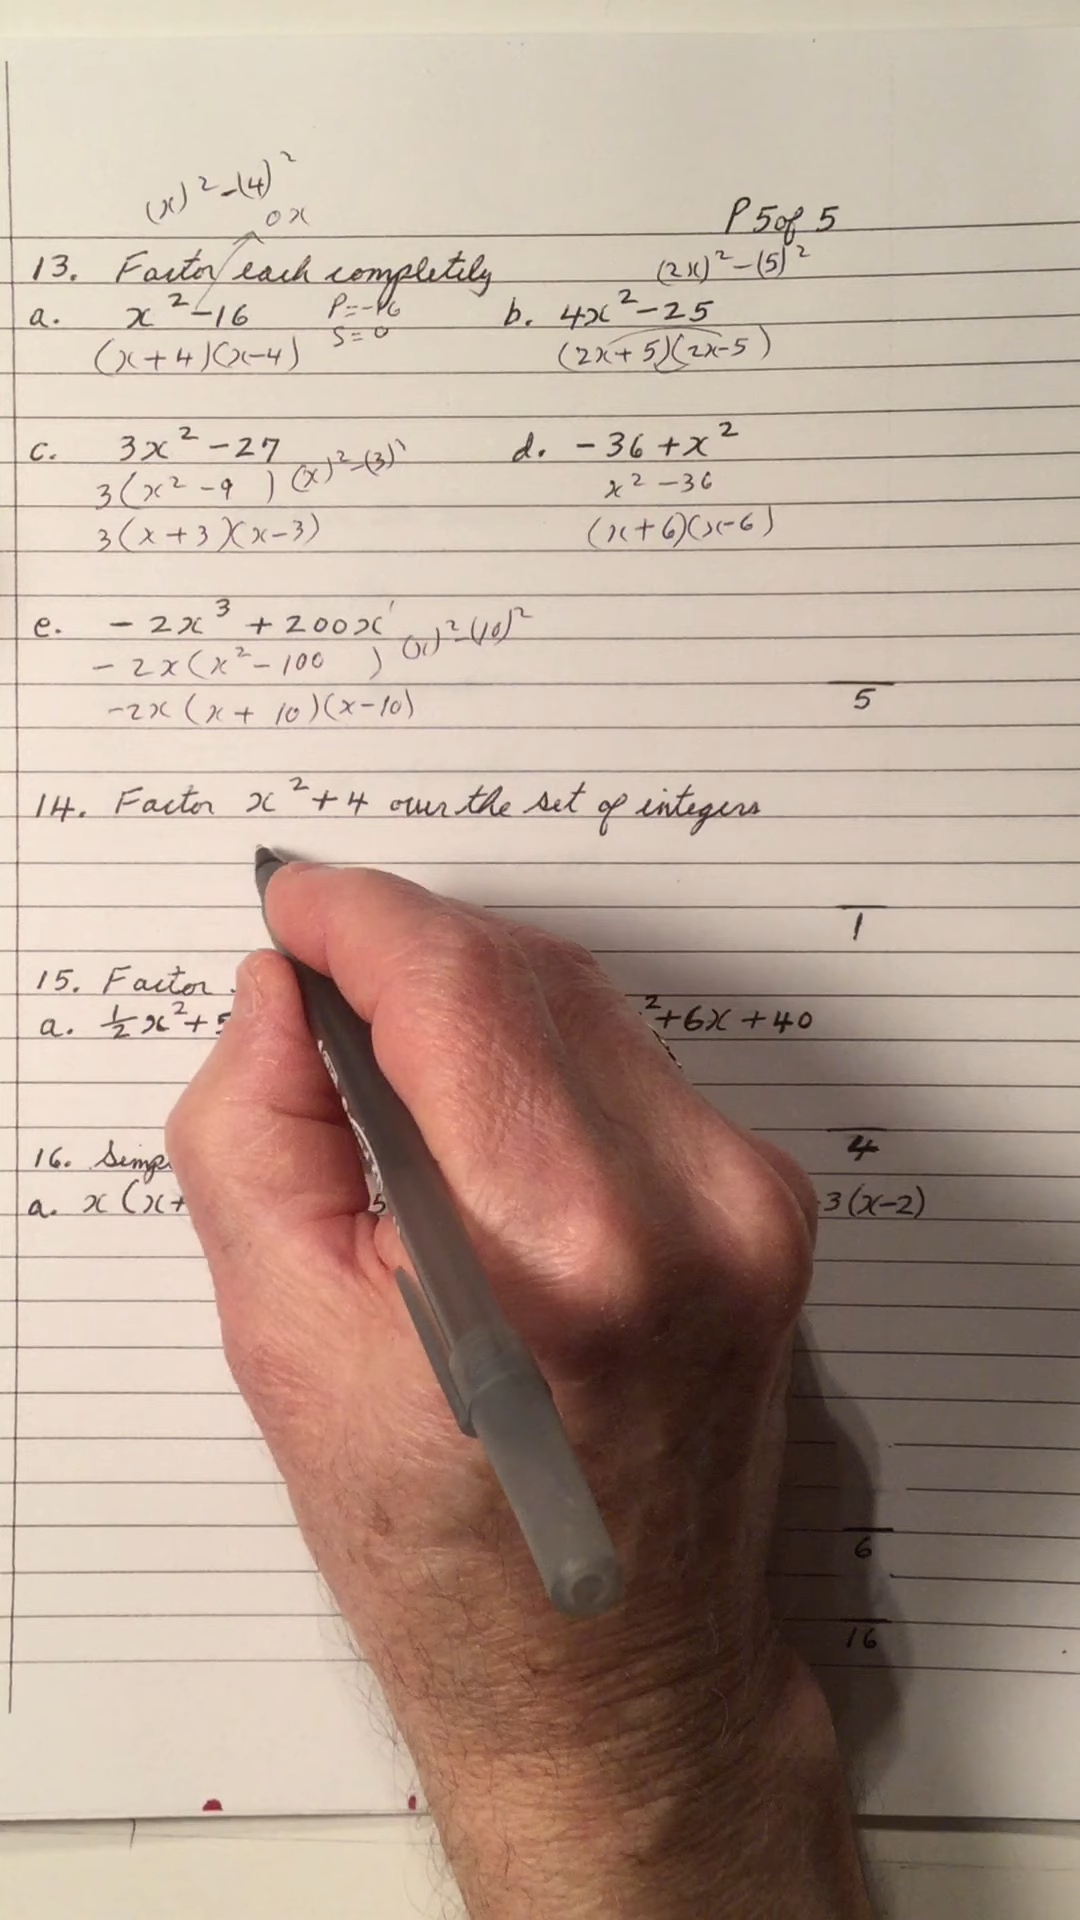 (x)² -(4)²
0x
P 5 of 5
13. Factor each completely
(2x)² -(5)²
a. x² -16 P=-16 b. 4x² -25
S=0
(x+4)(x-4) (2x+5)(2x-5)
c. 3x² -27 d. -36 +x²
3(x² -9 ) (x)² -(3)² x² -36
3(x+3)(x-3) (x+6)(x-6)
e. -2x³ +200x¹ (x)² -(10)²
-2x(x² -100 )
-2x(x+10)(x-10)
5
14. Factor x² +4 over the set of integers
1
15. Factor
a. ½x² +5 ²+6x +40
4
16.
a. x(x+ 5 3(x-2)
6
16